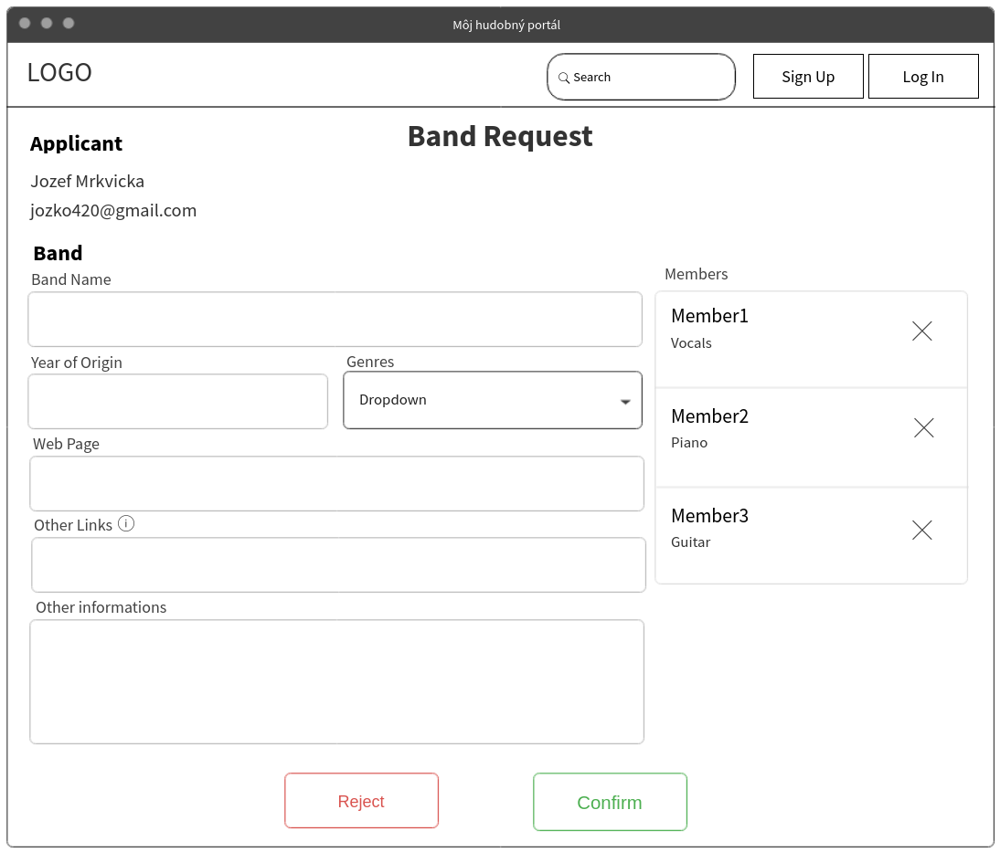 Môj hudobný portál
LOGO
Search
Sign Up
Log In
Band Request
Applicant
Jozef Mrkvicka
jozko420@gmail.com
Band
Band Name
Year of Origin
Genres
Dropdown
Web Page
Other Links
Other informations
Members
Member1
Vocals
Member2
Piano
Member3
Guitar
Reject
Confirm